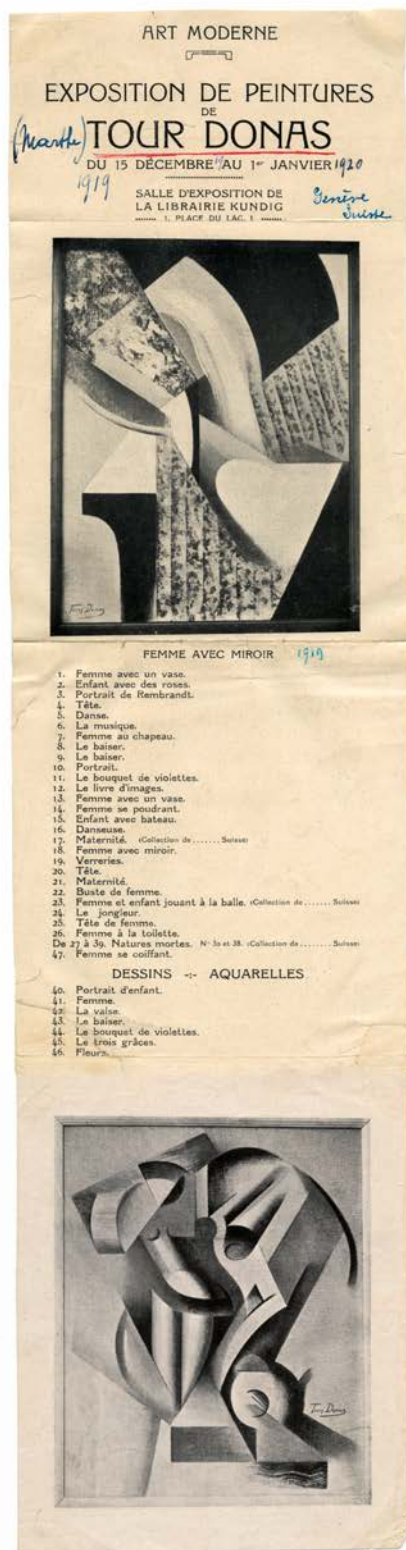 ART MODERNE
EXPOSITION DE PEINTURES
DE
(Marthe) TOUR DONAS
DU 15 DÉCEMBRE AU 1er JANVIER 1920
1919
SALLE D'EXPOSITION DE
LA LIBRAIRIE KUNDIG
1, PLACE DU LAC, 1
Genève
Suisse
Tour Donas
FEMME AVEC MIROIR 1919
1. Femme avec un vase.
2. Enfant avec des roses.
3. Portrait de Rembrandt.
4. Tête.
5. Danse.
6. La musique.
7. Femme au chapeau.
8. Le baiser.
9. Le baiser.
10. Portrait.
11. Le bouquet de violettes.
12. Le livre d'images.
13. Femme avec un vase.
14. Femme se poudrant.
15. Enfant avec bateau.
16. Danseuse.
17. Maternité. (Collection de ....... Suisse)
18. Femme avec miroir.
19. Verreries.
20. Tête.
21. Maternité.
22. Buste de femme.
23. Femme et enfant jouant à la balle. (Collection de ....... Suisse)
24. Le jongleur.
25. Tête de femme.
26. Femme à la toilette.
De 27 à 39. Natures mortes. Nos 30 et 38. (Collection de ....... Suisse)
47. Femme se coiffant.
DESSINS -:- AQUARELLES
40. Portrait d'enfant.
41. Femme.
42. La valse.
43. Le baiser.
44. Le bouquet de violettes.
45. Le trois grâces.
46. Fleurs.
Tour Donas